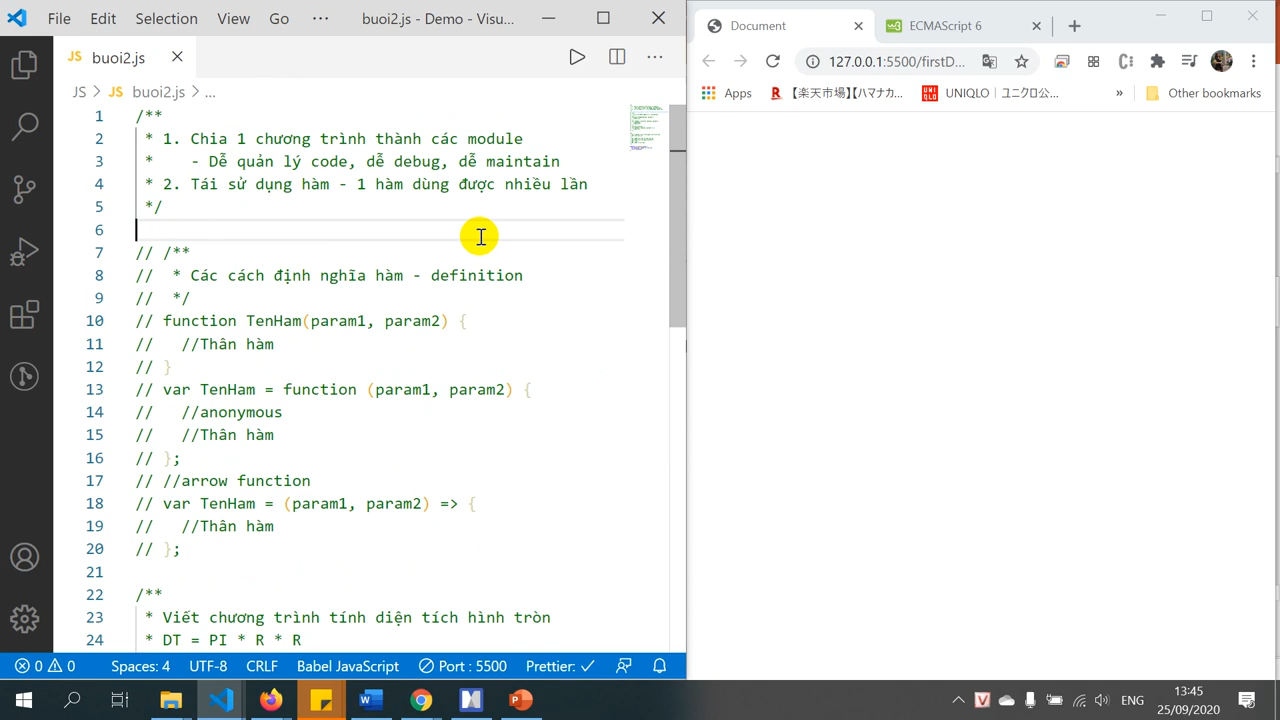 File Edit Selection View Go ··· buoi2.js - Demo - Visu...
JS buoi2.js
JS > JS buoi2.js > ...
1 /**
2 * 1. Chia 1 chương trình thành các module
3 *    - Dễ quản lý code, dễ debug, dễ maintain
4 * 2. Tái sử dụng hàm - 1 hàm dùng được nhiều lần
5 */
6
7 // /**
8 //  * Các cách định nghĩa hàm - definition
9 //  */
10 // function TenHam(param1, param2) {
11 //   //Thân hàm
12 // }
13 // var TenHam = function (param1, param2) {
14 //   //anonymous
15 //   //Thân hàm
16 // };
17 // //arrow function
18 // var TenHam = (param1, param2) => {
19 //   //Thân hàm
20 // };
21
22 /**
23 * Viết chương trình tính diện tích hình tròn
24 * DT = PI * R * R
0 0 Spaces: 4 UTF-8 CRLF Babel JavaScript Port : 5500 Prettier: ✓
Document ECMAScript 6
127.0.0.1:5500/firstD...
Apps 【楽天市場】【ハマナカ... UNIQLO | ユニクロ公... » Other bookmarks
ENG 13:45
25/09/2020